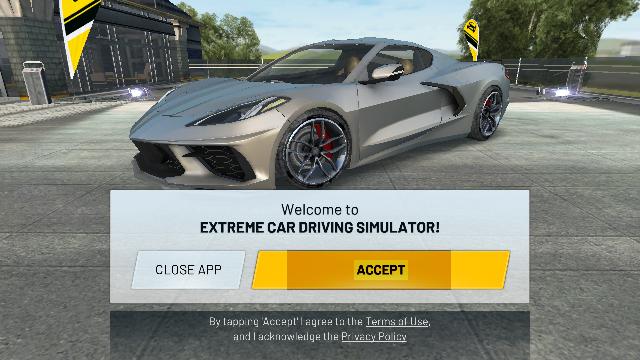 Welcome to
EXTREME CAR DRIVING SIMULATOR!
CLOSE APP
ACCEPT
By tapping 'Accept' I agree to the Terms of Use,
and I acknowledge the Privacy Policy